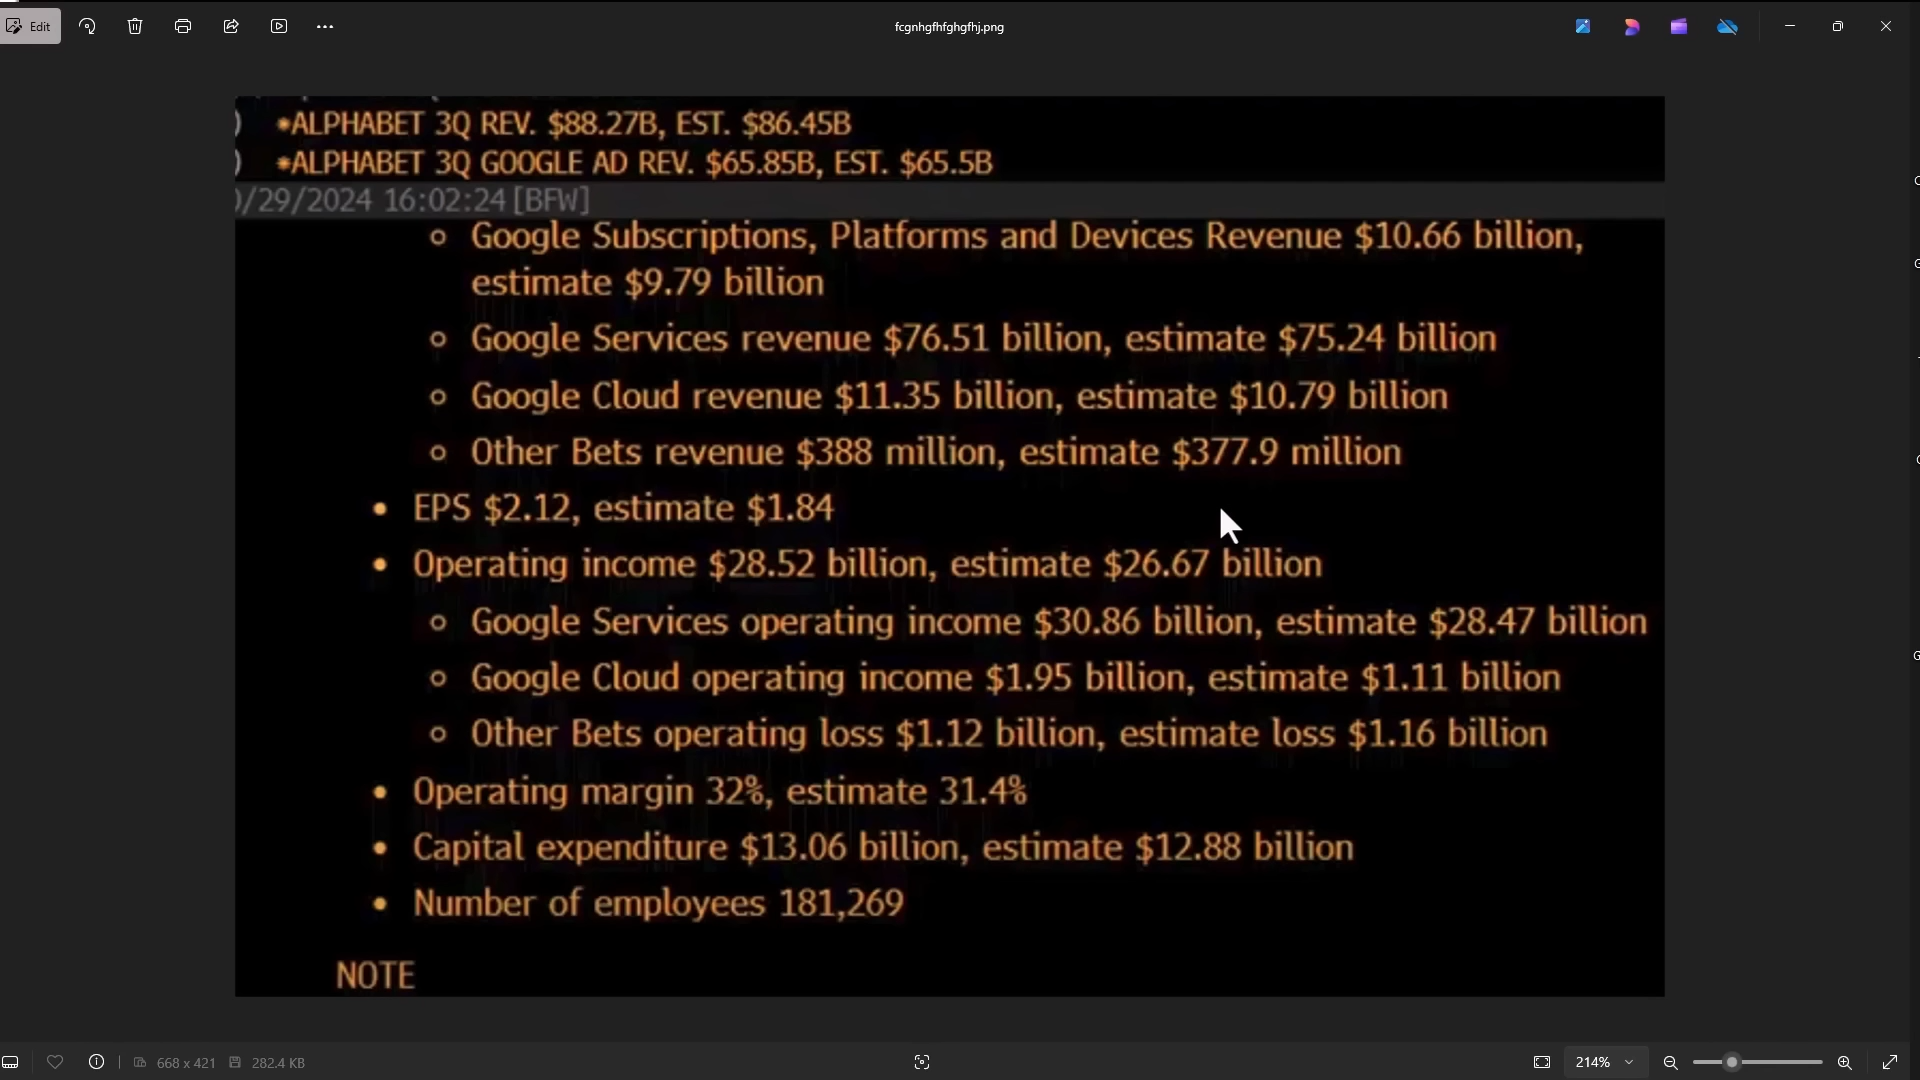 Edit
fcgnhgfhfghgfhj.png
) *ALPHABET 3Q REV. $88.27B, EST. $86.45B
) *ALPHABET 3Q GOOGLE AD REV. $65.85B, EST. $65.5B
/29/2024 16:02:24 [BFW]
Google Subscriptions, Platforms and Devices Revenue $10.66 billion,
estimate $9.79 billion
Google Services revenue $76.51 billion, estimate $75.24 billion
Google Cloud revenue $11.35 billion, estimate $10.79 billion
Other Bets revenue $388 million, estimate $377.9 million
EPS $2.12, estimate $1.84
Operating income $28.52 billion, estimate $26.67 billion
Google Services operating income $30.86 billion, estimate $28.47 billion
Google Cloud operating income $1.95 billion, estimate $1.11 billion
Other Bets operating loss $1.12 billion, estimate loss $1.16 billion
Operating margin 32%, estimate 31.4%
Capital expenditure $13.06 billion, estimate $12.88 billion
Number of employees 181,269
NOTE
668 x 421 282.4 KB
214%